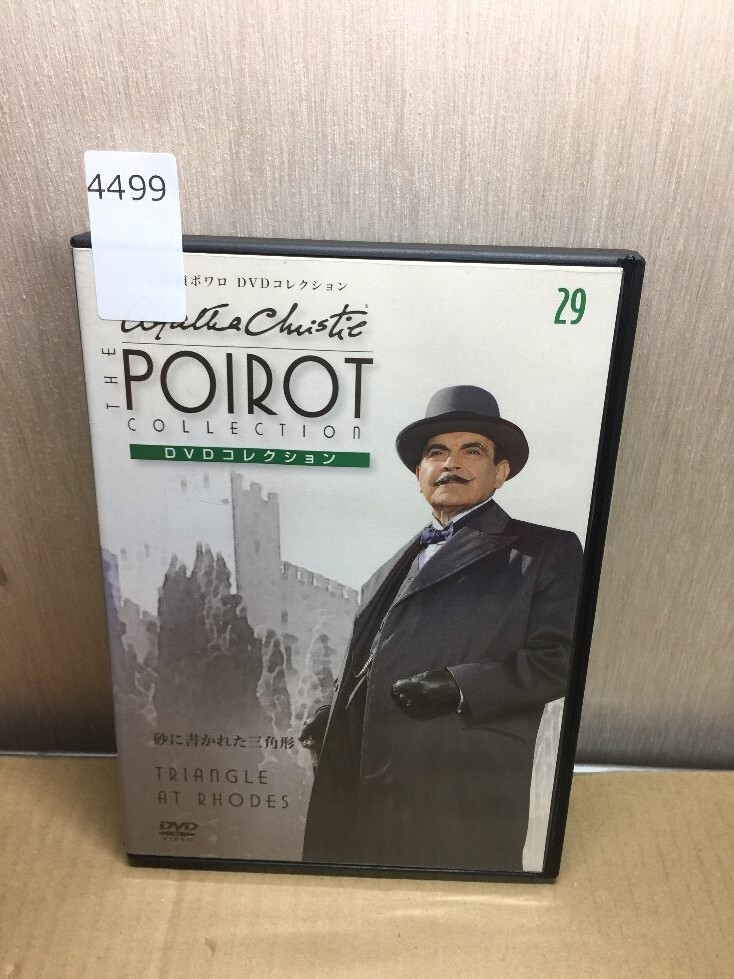 4499
ポワロ DVDコレクション
29
Agatha Christie
THE
POIROT
COLLECTION
DVDコレクション
砂に書かれた三角形
TRIANGLE
AT RHODES
DVD
VIDEO